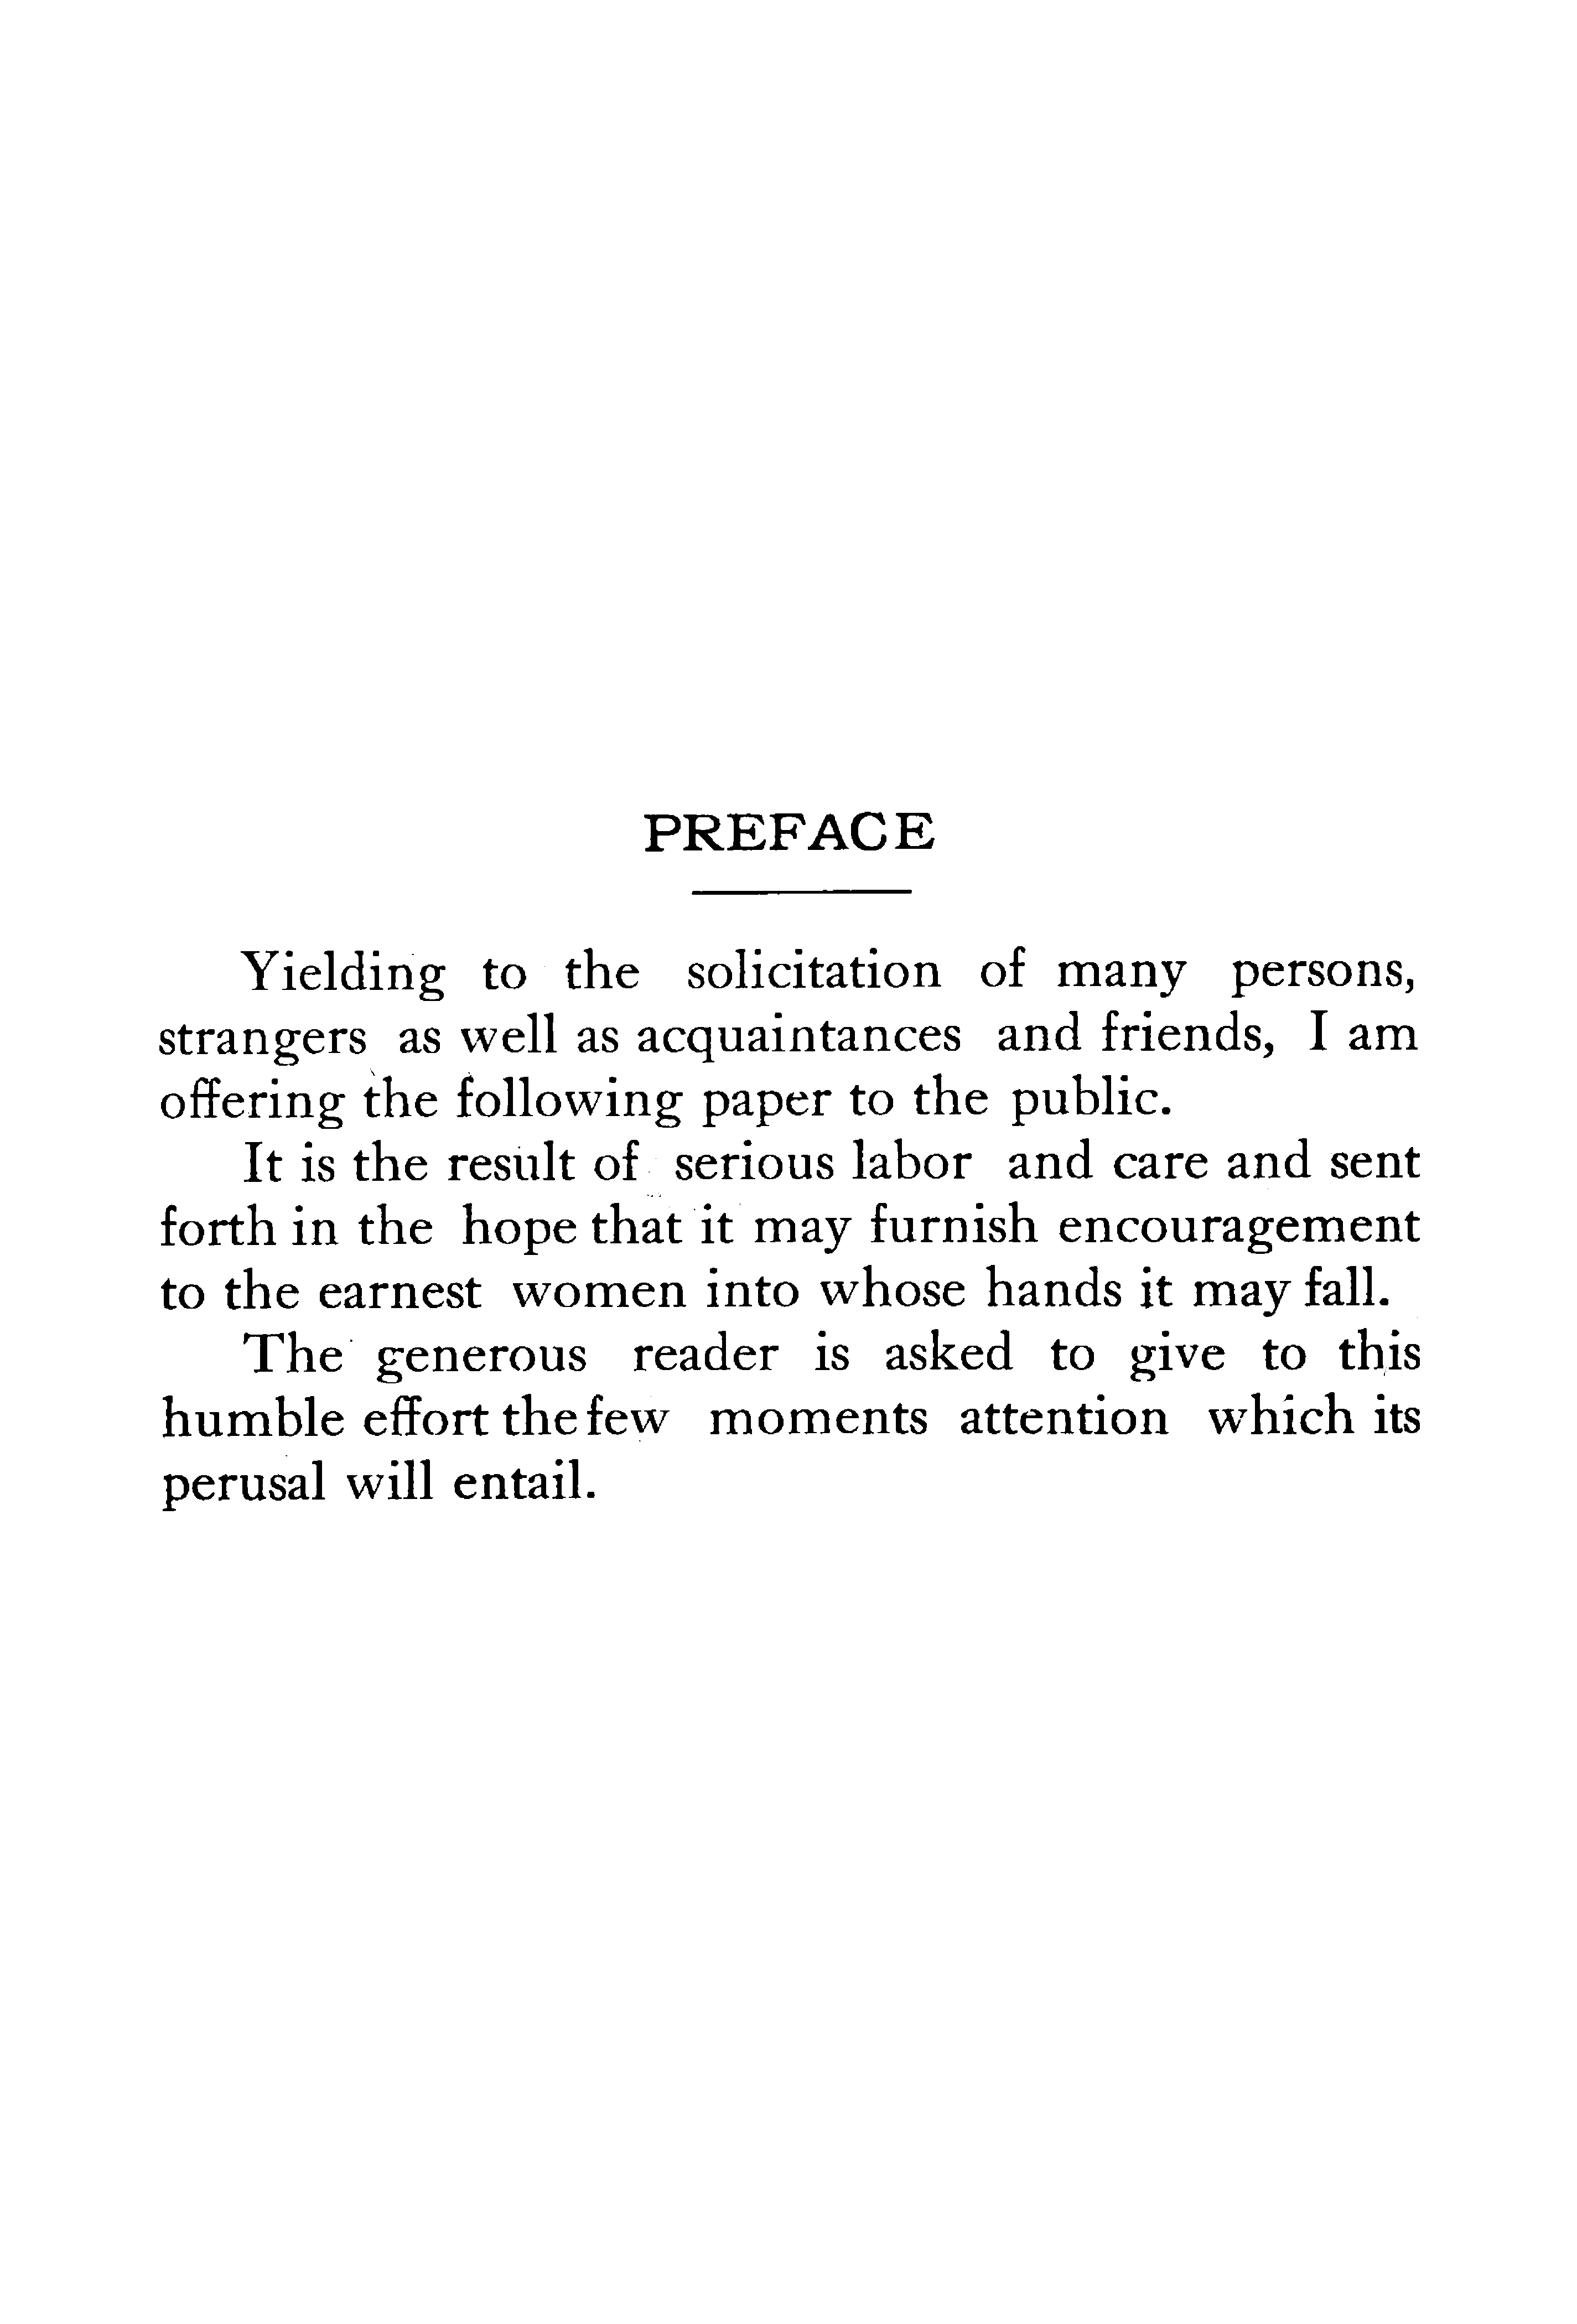 PREFACE
Yielding to the solicitation of many persons,
strangers as well as acquaintances and friends, I am
offering the following paper to the public.
It is the result of serious labor and care and sent
forth in the hope that it may furnish encouragement
to the earnest women into whose hands it may fall.
The generous reader is asked to give to this
humble effort the few moments attention which its
perusal will entail.